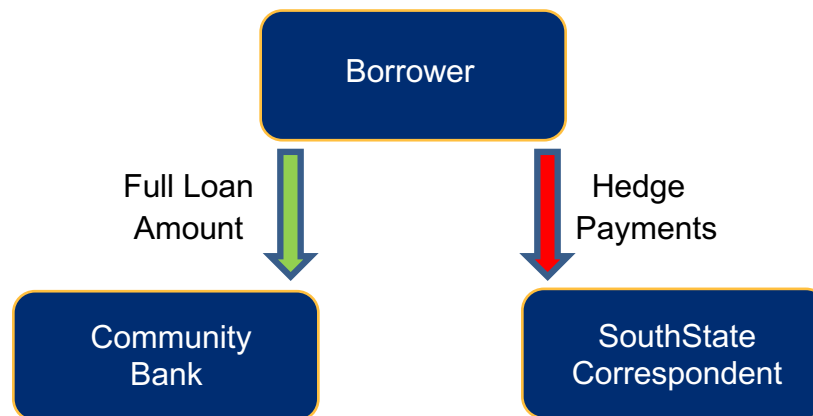 Borrower
Full Loan
Amount
Hedge
Payments
Community
Bank
SouthState
Correspondent